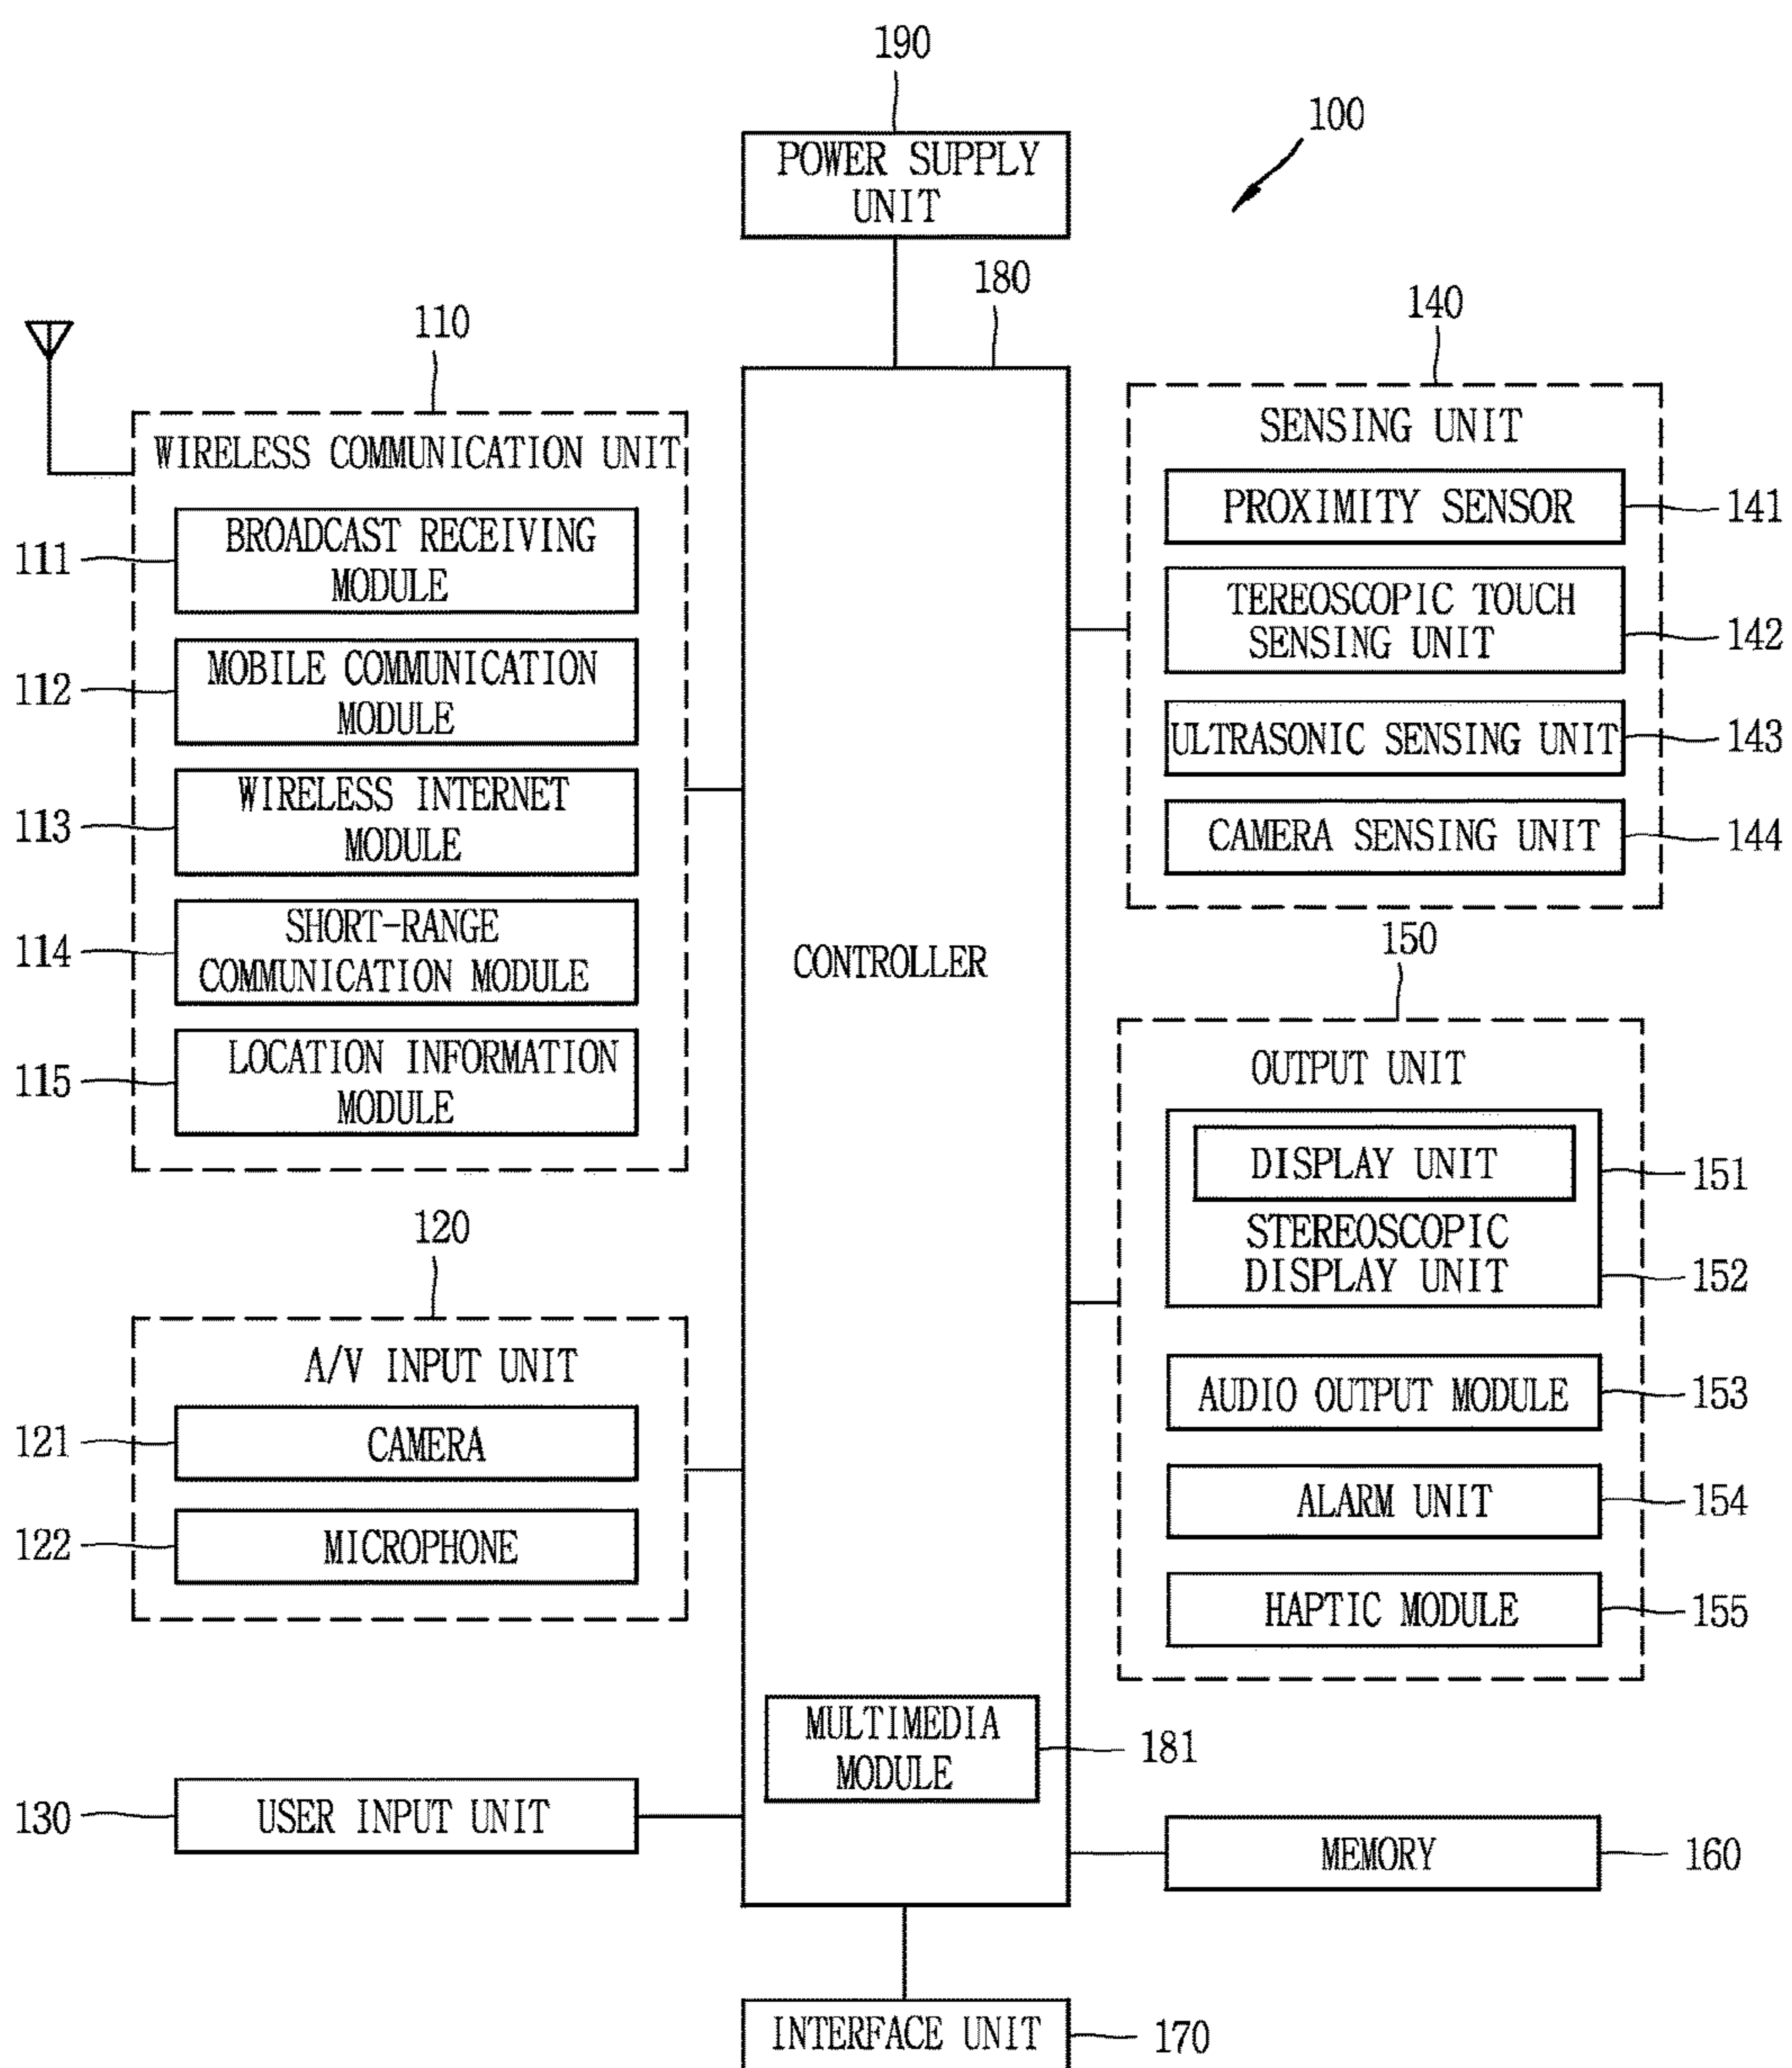 190
100
POWER SUPPLY
UNIT
180
110
WIRELESS COMMUNICATION UNIT
111
BROADCAST RECEIVING
MODULE
112
MOBILE COMMUNICATION
MODULE
113
WIRELESS INTERNET
MODULE
114
SHORT-RANGE
COMMUNICATION MODULE
115
LOCATION INFORMATION
MODULE
120
A/V INPUT UNIT
121
CAMERA
122
MICROPHONE
130
USER INPUT UNIT
CONTROLLER
MULTIMEDIA
MODULE
181
140
SENSING UNIT
PROXIMITY SENSOR
141
TEREOSCOPIC TOUCH
SENSING UNIT
142
ULTRASONIC SENSING UNIT
143
CAMERA SENSING UNIT
144
150
OUTPUT UNIT
DISPLAY UNIT
151
STEREOSCOPIC
DISPLAY UNIT
152
AUDIO OUTPUT MODULE
153
ALARM UNIT
154
HAPTIC MODULE
155
MEMORY
160
INTERFACE UNIT
170